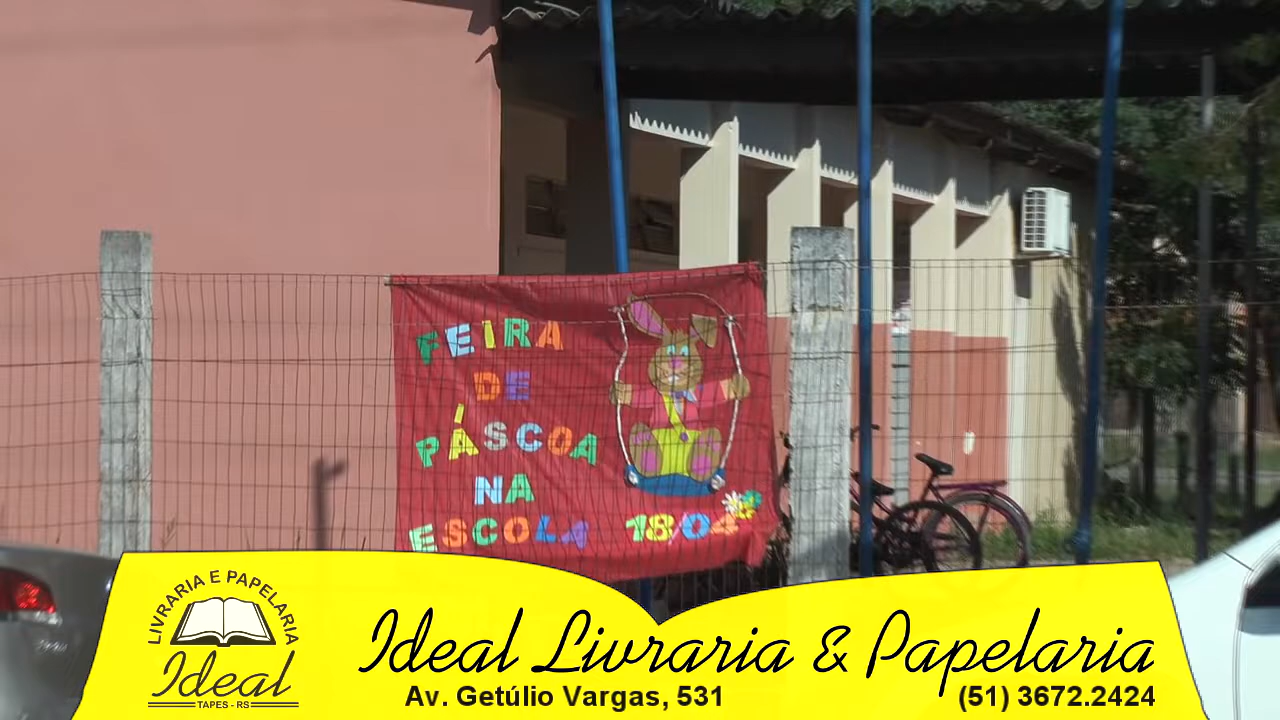 FEIRA
DE
PÁSCOA
NA
ESCOLA 18/04
LIVRARIA E PAPELARIA
Ideal
TAPES - RS
Ideal Livraria & Papelaria
Av. Getúlio Vargas, 531
(51) 3672.2424